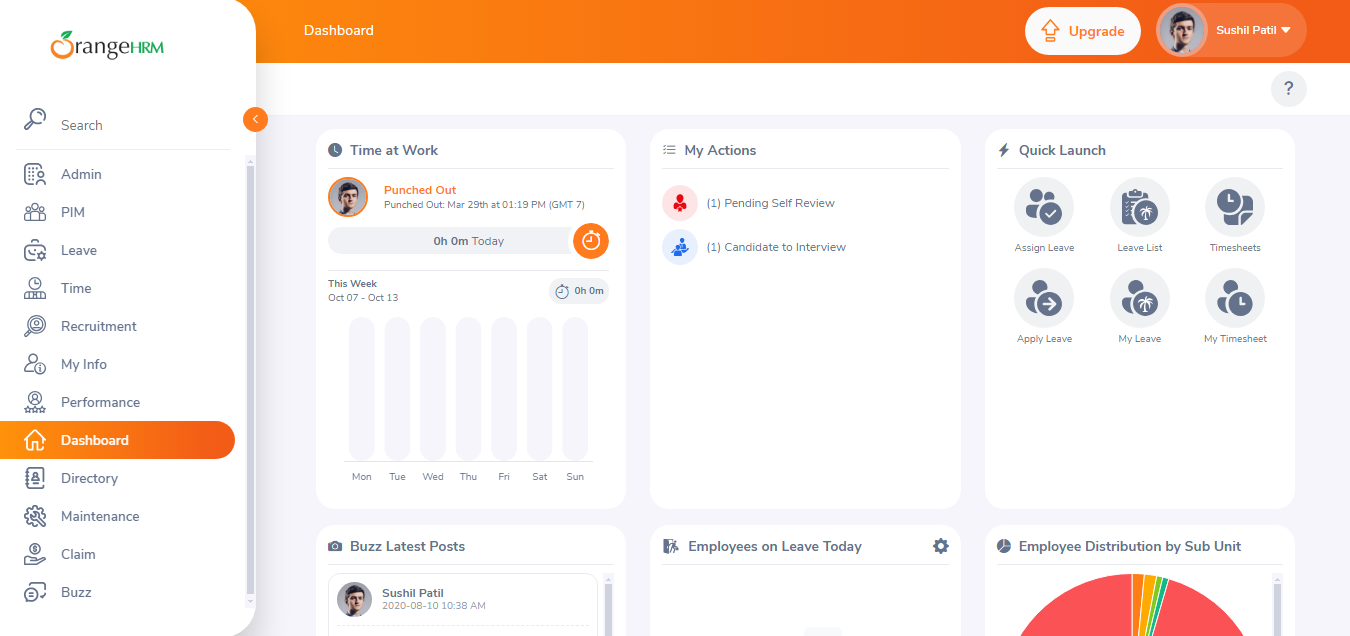 OrangeHRM
Dashboard
Upgrade
Sushil Patil
?
Search
Admin
PIM
Leave
Time
Recruitment
My Info
Performance
Dashboard
Directory
Maintenance
Claim
Buzz
Time at Work
Punched Out
Punched Out: Mar 29th at 01:19 PM (GMT 7)
0h 0m Today
This Week
Oct 07 - Oct 13
0h 0m
Mon Tue Wed Thu Fri Sat Sun
My Actions
(1) Pending Self Review
(1) Candidate to Interview
Quick Launch
Assign Leave Leave List Timesheets
Apply Leave My Leave My Timesheet
Buzz Latest Posts
Sushil Patil
2020-08-10 10:38 AM
Employees on Leave Today
Employee Distribution by Sub Unit